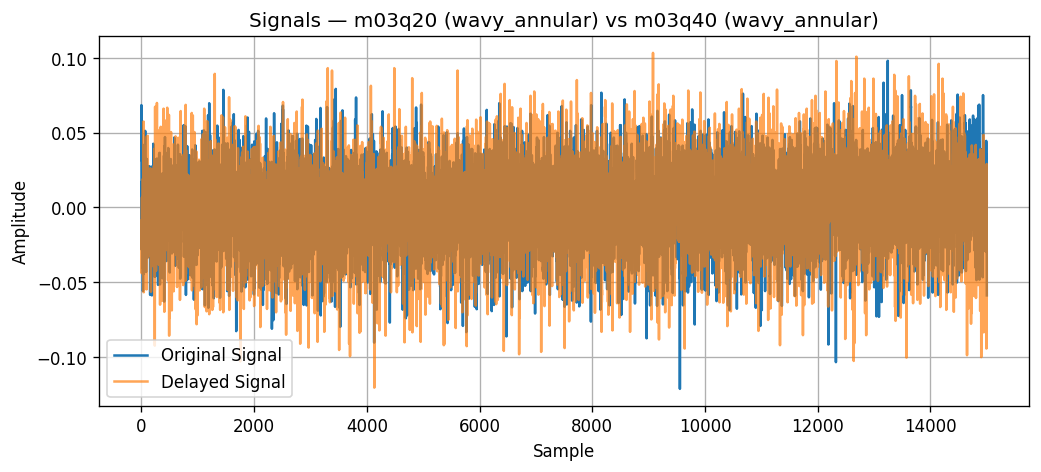 Signals — m03q20 (wavy_annular) vs m03q40 (wavy_annular)
0.10
0.05
0.00
−0.05
−0.10
Amplitude
Original Signal
Delayed Signal
0 2000 4000 6000 8000 10000 12000 14000
Sample